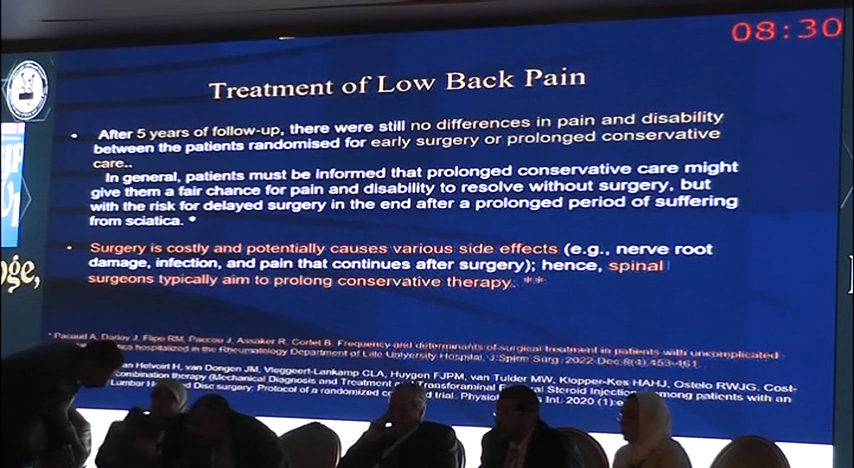 08:30
Treatment of Low Back Pain
• After 5 years of follow-up, there were still no differences in pain and disability
between the patients randomised for early surgery or prolonged conservative
care..
In general, patients must be informed that prolonged conservative care might
give them a fair chance for pain and disability to resolve without surgery, but
with the risk for delayed surgery in the end after a prolonged period of suffering
from sciatica. *
• Surgery is costly and potentially causes various side effects (e.g., nerve root
damage, infection, and pain that continues after surgery); hence, spinal
surgeons typically aim to prolong conservative therapy. **
* Pacaud A, Darloy J, Flipo RM, Paccou J, Assaker R, Cortet B. Frequency and determinants of surgical treatment in patients with uncomplicated
hospitalized in the Rheumatology Department of Lille University Hospital. J Spine Surg. 2022 Dec;8(4):453-461.
Helvoirt H, van Dongen JM, Vleggeert-Lankamp CLA, Huygen FJPM, van Tulder MW, Klopper-Kes HAHJ, Ostelo RWJG. Cost-
combination therapy (Mechanical Diagnosis and Treatment Transforaminal Steroid among patients with an
Lumbar Disc surgery: Protocol of a randomized trial. Int. 2020